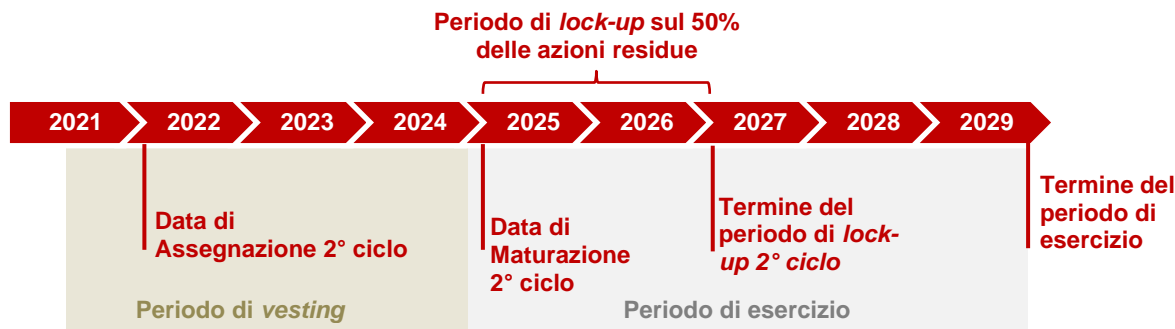 Periodo di lock-up sul 50%
delle azioni residue
2021 2022 2023 2024 2025 2026 2027 2028 2029
Data di
Assegnazione 2° ciclo
Data di
Maturazione
2° ciclo
Termine del
periodo di lock-
up 2° ciclo
Termine del
periodo di
esercizio
Periodo di vesting
Periodo di esercizio